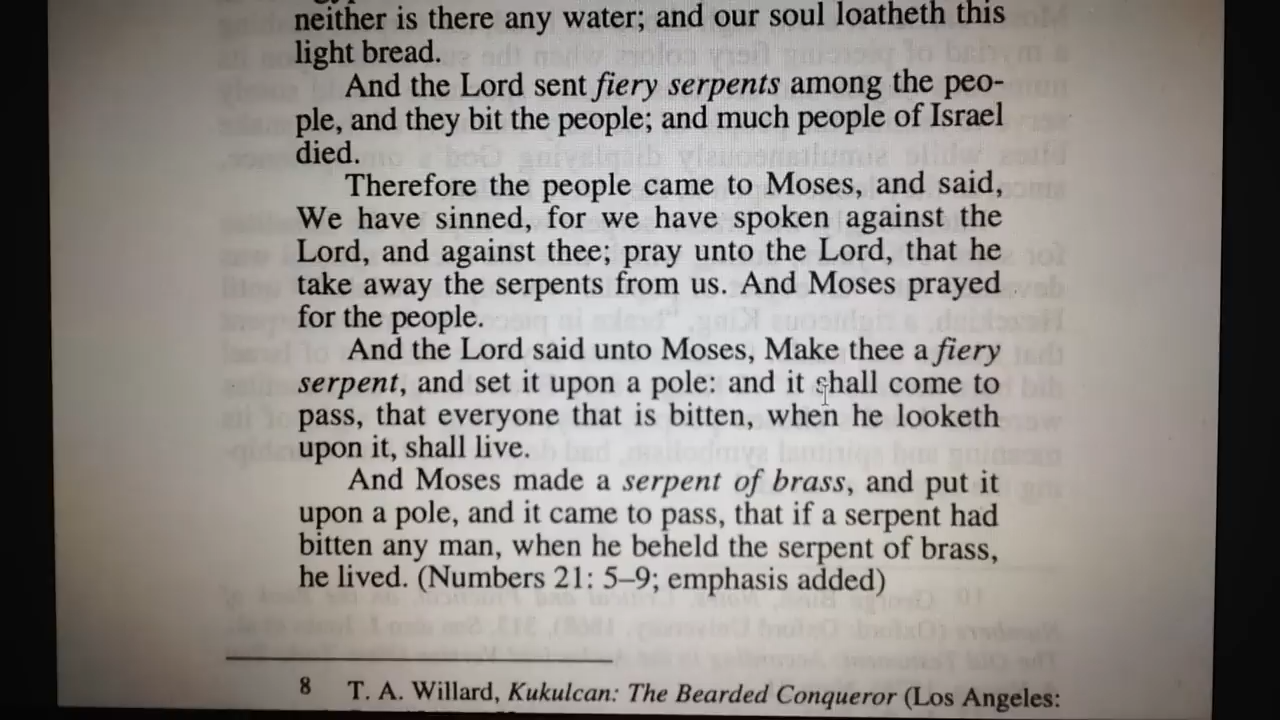 neither is there any water; and our soul loatheth this
light bread.
And the Lord sent fiery serpents among the peo-
ple, and they bit the people; and much people of Israel
died.
Therefore the people came to Moses, and said,
We have sinned, for we have spoken against the
Lord, and against thee; pray unto the Lord, that he
take away the serpents from us. And Moses prayed
for the people.
And the Lord said unto Moses, Make thee a fiery
serpent, and set it upon a pole: and it shall come to
pass, that everyone that is bitten, when he looketh
upon it, shall live.
And Moses made a serpent of brass, and put it
upon a pole, and it came to pass, that if a serpent had
bitten any man, when he beheld the serpent of brass,
he lived. (Numbers 21: 5–9; emphasis added)
8 T. A. Willard, Kukulcan: The Bearded Conqueror (Los Angeles: